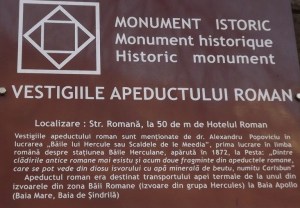 MONUMENT ISTORIC
Monument historique
Historic monument
VESTIGIILE APEDUCTULUI ROMAN
Localizare : Str. Romană, la 50 de m de Hotelul Roman
Vestigiile apeductului roman sunt menționate de dr. Alexandru Popoviciu în
lucrarea „Băile lui Hercule sau Scaldele de la Meedia”, prima lucrare în limba
română despre stațiunea Băile Herculane, apărută în 1872, la Pesta: „Dintre
clădirile antice romane mai esistu și acum doue fragminte din apeductele romane,
care se pot vede din diosu isvorului cu apă minerală de beutu, numitu Carlsbun”
Apeductul roman era destinat transportului apei termale de la unul din
izvoarele din zona Băii Romane (izvoare din grupa Hercules) la Baia Apollo
(Baia Mare, Baia de Șindrilă)